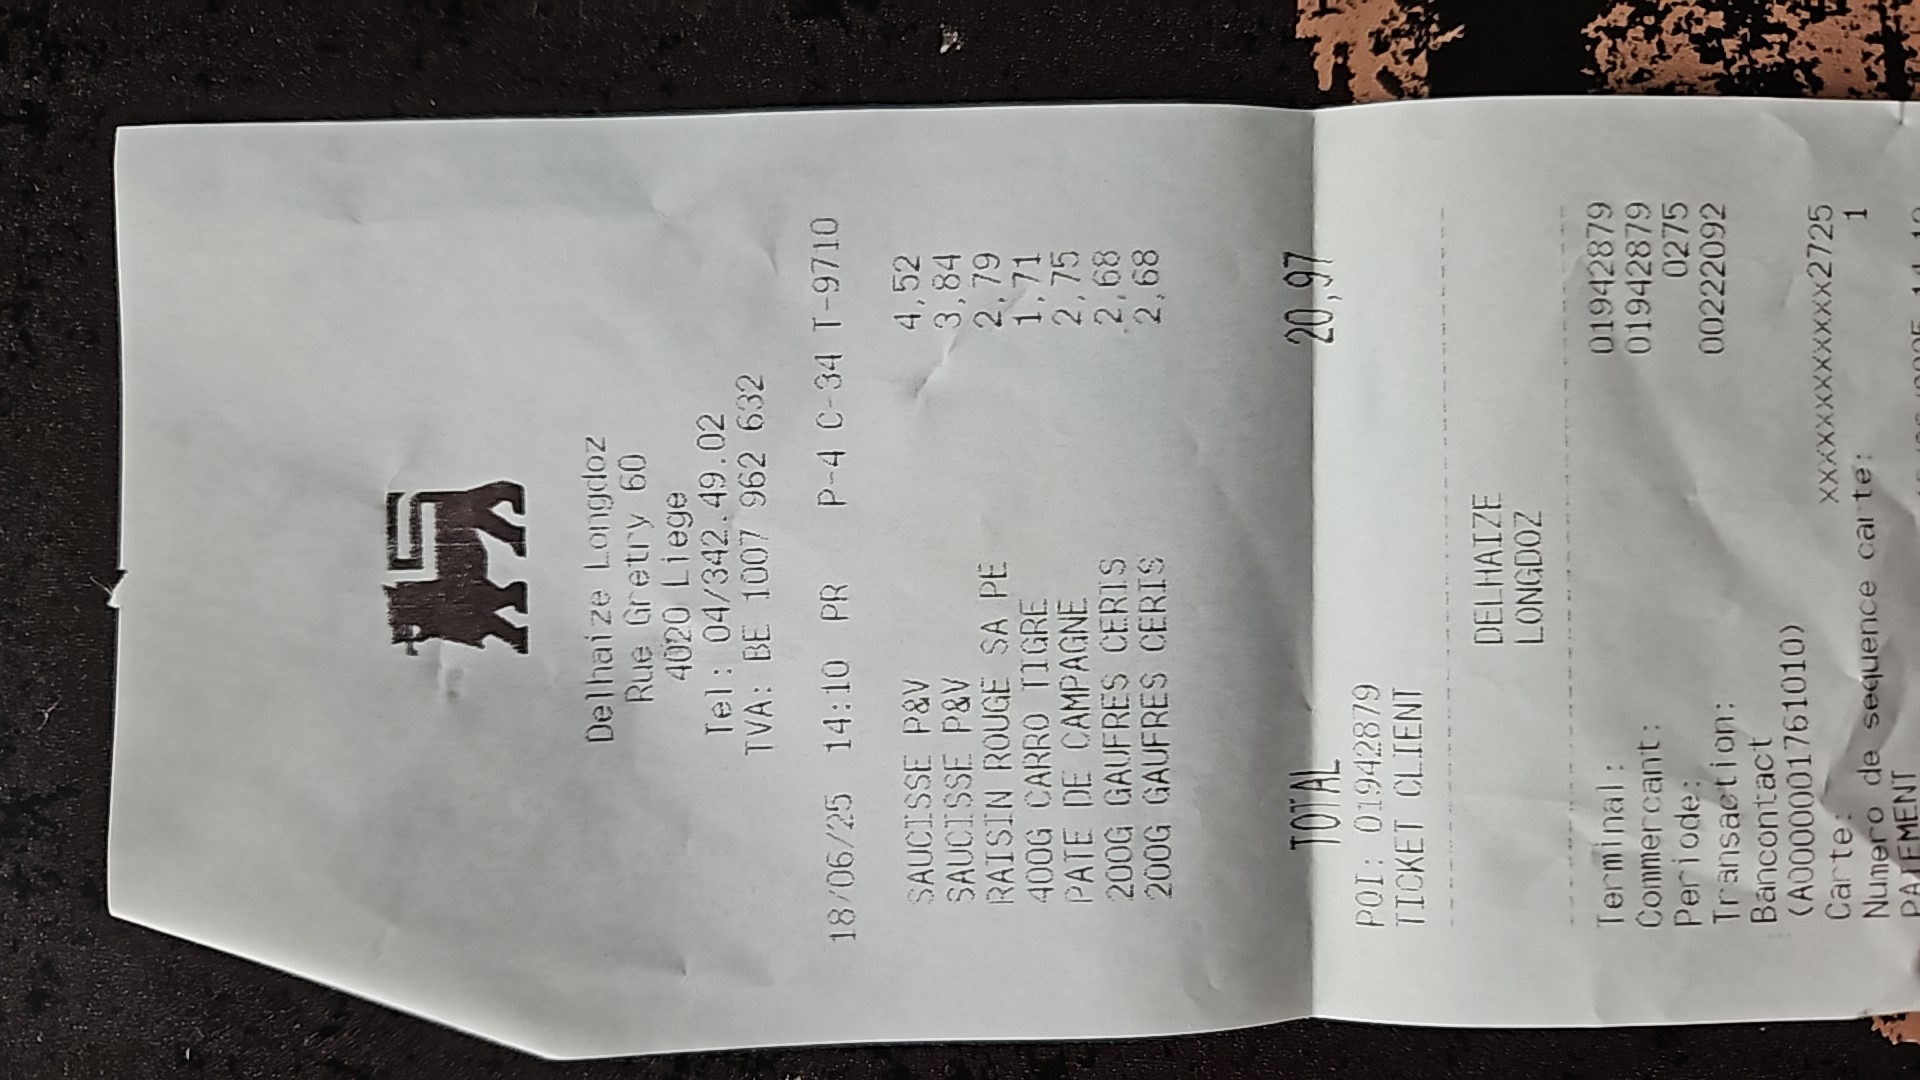 Delhaize Longdoz
Rue Gretry 60
4020 Liege
Tel: 04/342.49.02
TVA: BE 1007 962 632
18/06/25 14:10 PR P-4 C-34 T-9710
SAUCISSE P&V 4,52
SAUCISSE P&V 3,84
RAISIN ROUGE SA PE 2,79
400G CARRO TIGRE 1,71
PATE DE CAMPAGNE 2,75
200G GAUFRES CERIS 2,68
200G GAUFRES CERIS 2,68
TOTAL 20,97
POI: 01942879
TICKET CLIENT
DELHAIZE
LONGDOZ
Terminal: 01942879
Commercant: 01942879
Periode: 0275
Transaction: 00222092
Bancontact
(A0000001761010)
Carte: xxxxxxxxxxxxx2725
Numero de sequence carte: 1
PAIEMENT